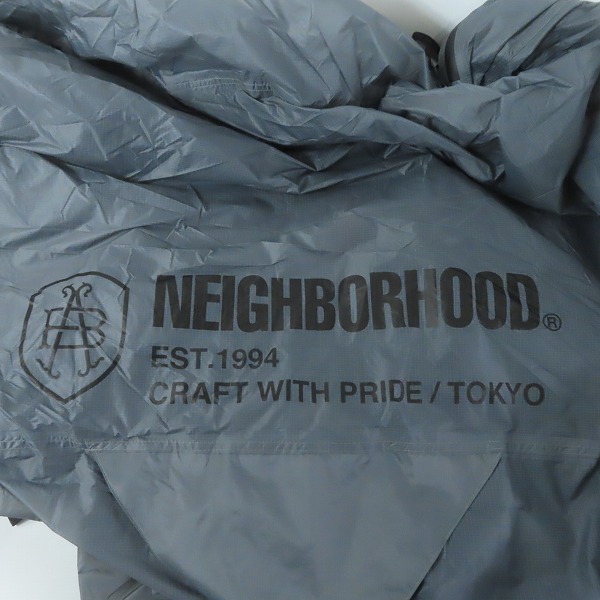 NEIGHBORHOOD®
EST.1994
CRAFT WITH PRIDE / TOKYO